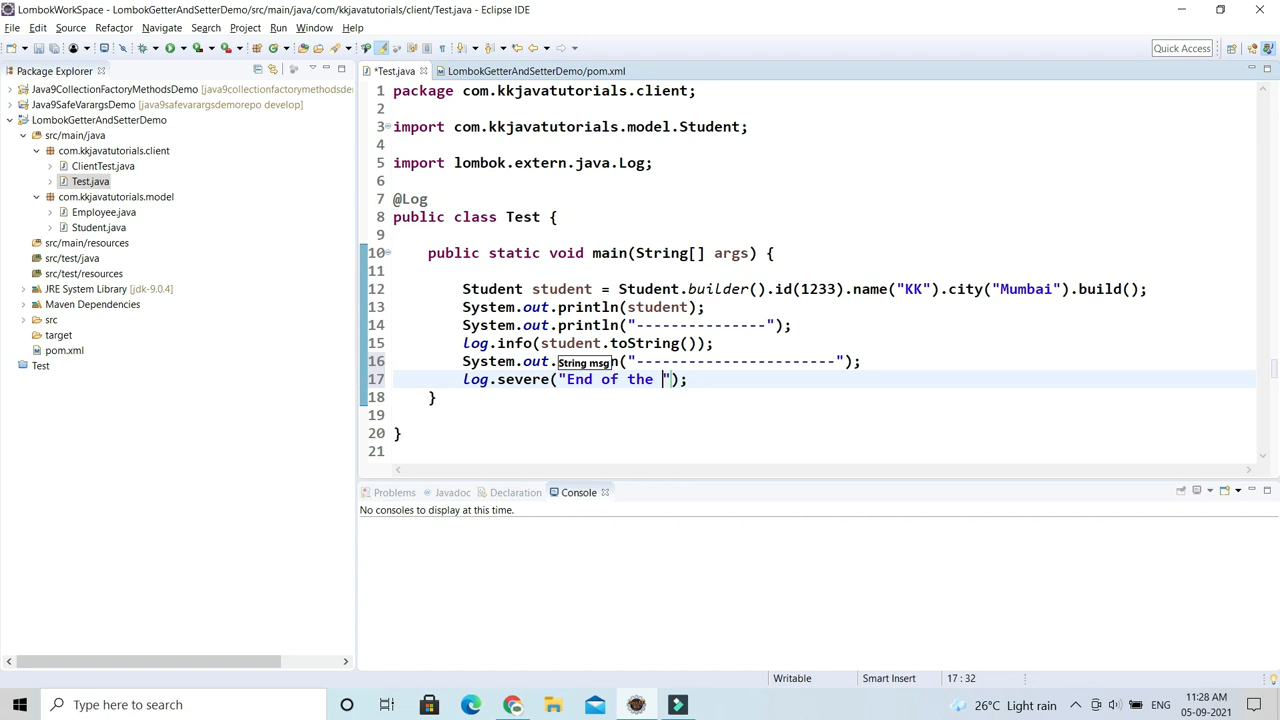 LombokWorkSpace - LombokGetterAndSetterDemo/src/main/java/com/kkjavatutorials/client/Test.java - Eclipse IDE
File Edit Source Refactor Navigate Search Project Run Window Help
Quick Access
Package Explorer
*Test.java
LombokGetterAndSetterDemo/pom.xml
Java9CollectionFactoryMethodsDemo [java9collectionfactorymethodsde
Java9SafeVarargsDemo [java9safevarargsdemorepo develop]
LombokGetterAndSetterDemo
src/main/java
com.kkjavatutorials.client
ClientTest.java
Test.java
com.kkjavatutorials.model
Employee.java
Student.java
src/main/resources
src/test/java
src/test/resources
JRE System Library [jdk-9.0.4]
Maven Dependencies
src
target
pom.xml
Test
1 package com.kkjavatutorials.client;
2
3 import com.kkjavatutorials.model.Student;
4
5 import lombok.extern.java.Log;
6
7 @Log
8 public class Test {
9
10 public static void main(String[] args) {
11
12 Student student = Student.builder().id(1233).name("KK").city("Mumbai").build();
13 System.out.println(student);
14 System.out.println("---------------");
15 log.info(student.toString());
16 System.out. String msg n("-----------------------");
17 log.severe("End of the ");
18 }
19
20 }
21
Problems Javadoc Declaration Console
No consoles to display at this time.
Writable Smart Insert 17 : 32
Type here to search
26°C Light rain
ENG
11:28 AM
05-09-2021